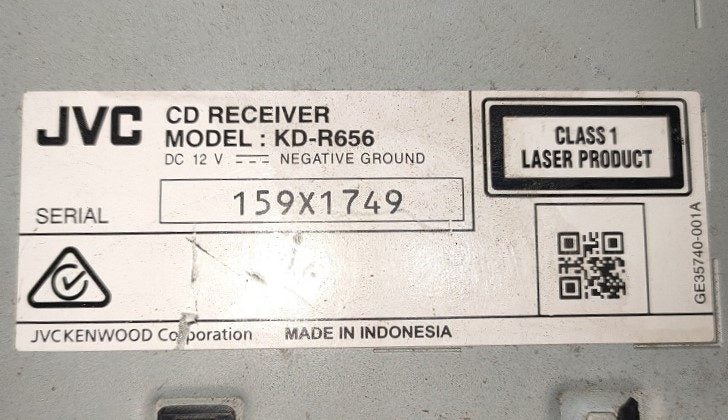 JVC
CD RECEIVER
MODEL : KD-R656
DC 12 V ⎓ NEGATIVE GROUND
SERIAL
159X1749
CLASS 1
LASER PRODUCT
GE35740-001A
JVCKENWOOD Corporation
MADE IN INDONESIA